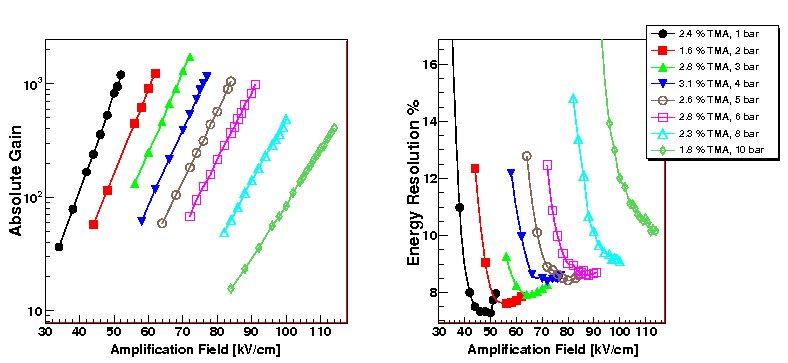 Absolute Gain
10³
10²
10
30 40 50 60 70 80 90 100 110
Amplification Field [kV/cm]
Energy Resolution %
16
14
12
10
8
30 40 50 60 70 80 90 100 110
Amplification Field [kV/cm]
2.4 % TMA, 1 bar
1.6 % TMA, 2 bar
2.8 % TMA, 3 bar
3.1 % TMA, 4 bar
2.6 % TMA, 5 bar
2.8 % TMA, 6 bar
2.3 % TMA, 8 bar
1.8 % TMA, 10 bar